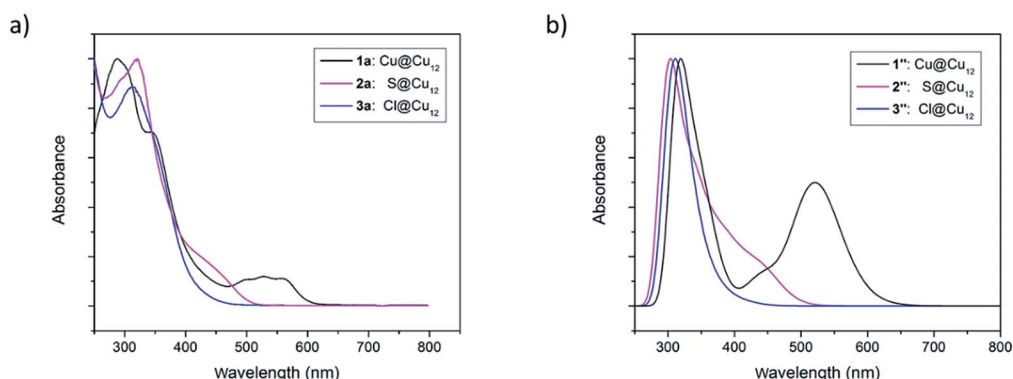 a)
1a: Cu@Cu₁₂
2a: S@Cu₁₂
3a: Cl@Cu₁₂
Absorbance
300 400 500 600 700 800
Wavelength (nm)
b)
1": Cu@Cu₁₂
2": S@Cu₁₂
3": Cl@Cu₁₂
Absorbance
300 400 500 600 700 800
Wavelength (nm)